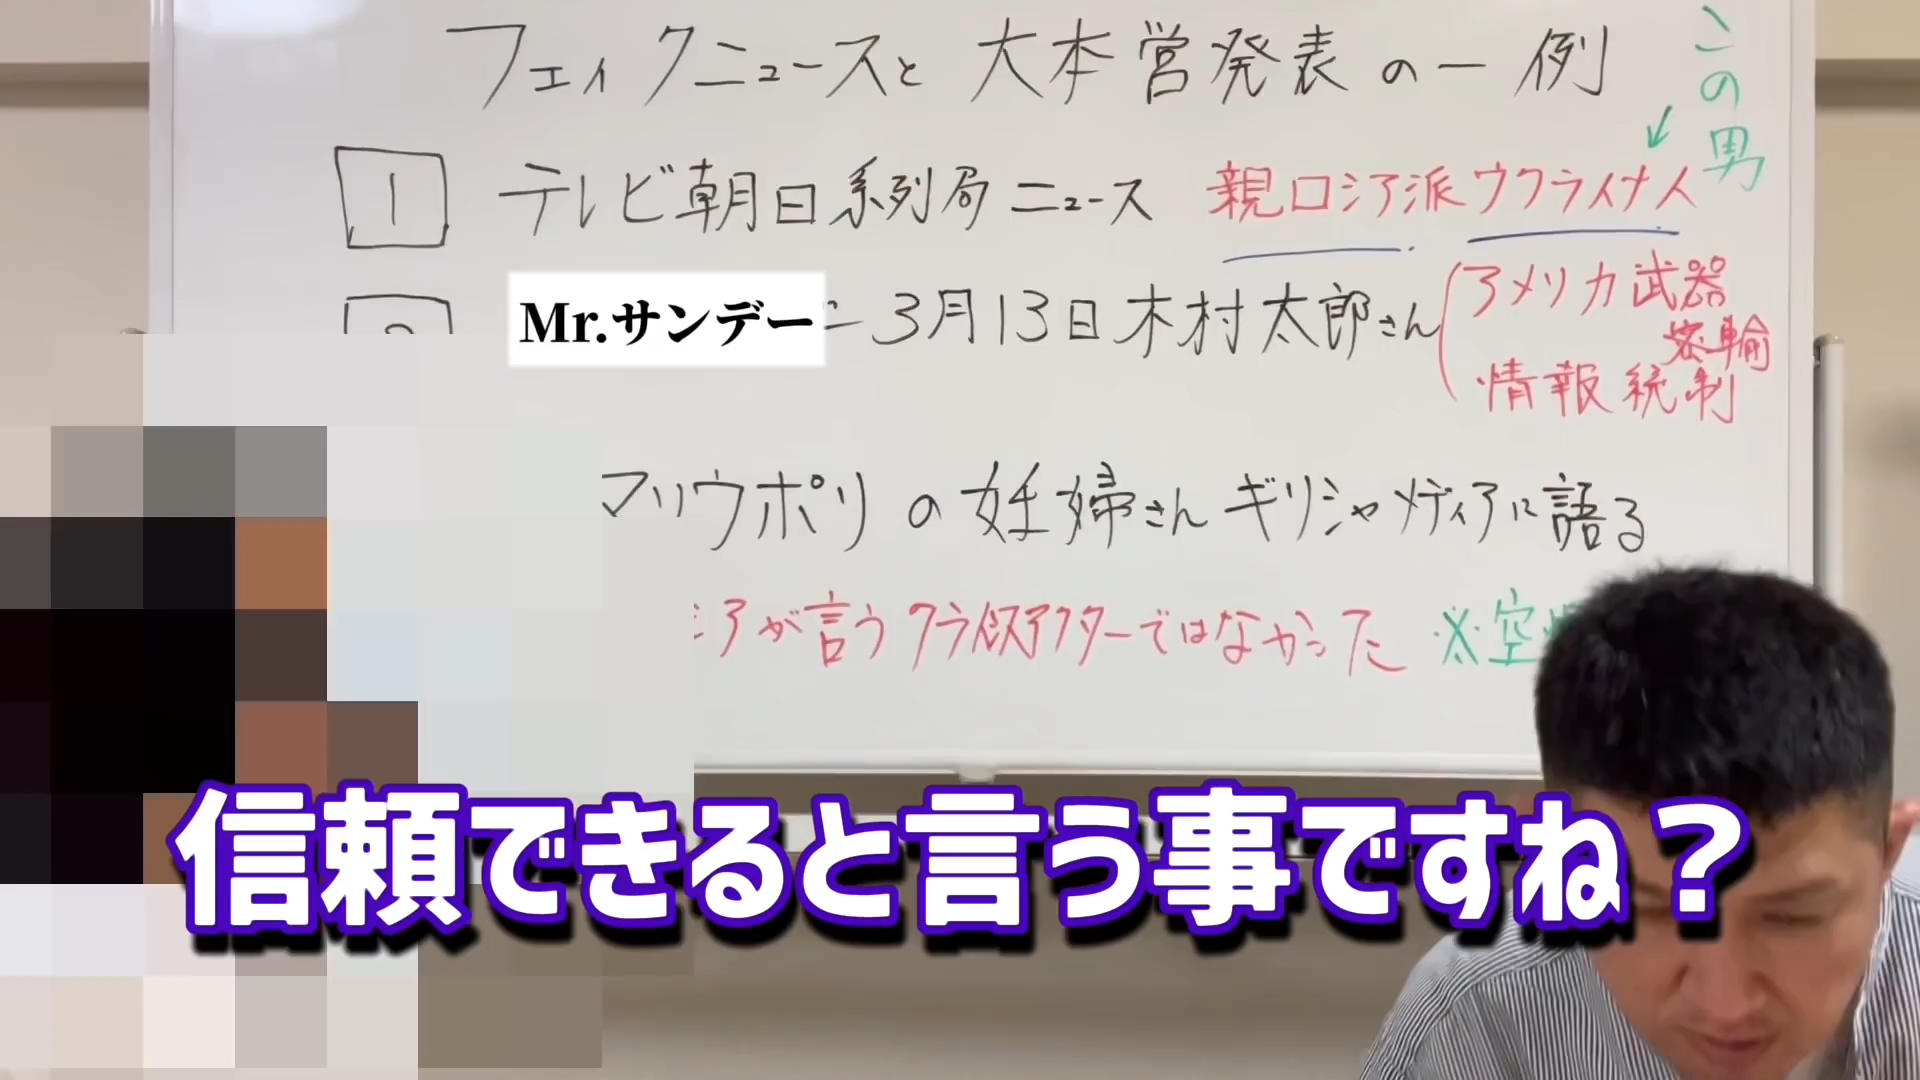 フェイクニュースと大本営発表の一例
この男
↓
1 テレビ朝日系列局ニュース 親ロシア派ウクライナ人
Mr.サンデー 3月13日木村太郎さん
アメリカ武器
密輸
・情報統制
マリウポリの妊婦さんギリシャメディアに語る
アが言うクライシスアクターではなかった ※空
信頼できると言う事ですね？